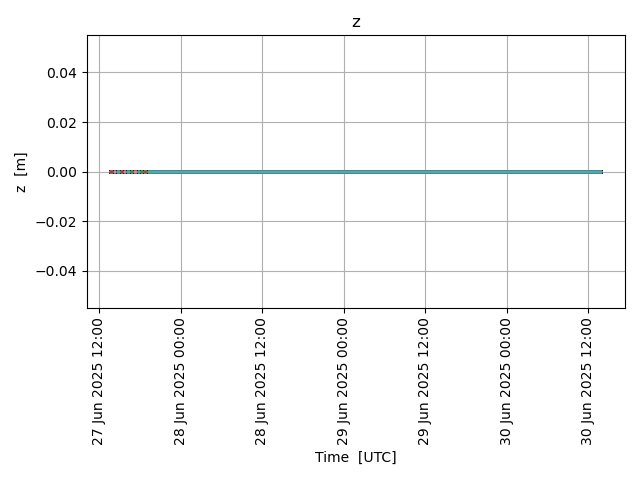 z
0.04
0.02
0.00
−0.02
−0.04
z [m]
27 Jun 2025 12:00
28 Jun 2025 00:00
28 Jun 2025 12:00
29 Jun 2025 00:00
29 Jun 2025 12:00
30 Jun 2025 00:00
30 Jun 2025 12:00
Time [UTC]